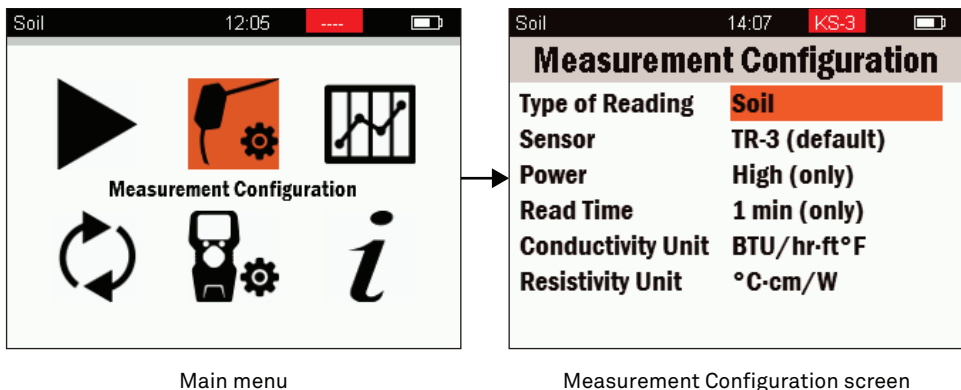 Soil 12:05 ----
Measurement Configuration
i
Main menu
Soil 14:07 KS-3
Measurement Configuration
Type of Reading Soil
Sensor TR-3 (default)
Power High (only)
Read Time 1 min (only)
Conductivity Unit BTU/hr·ft°F
Resistivity Unit °C·cm/W
Measurement Configuration screen